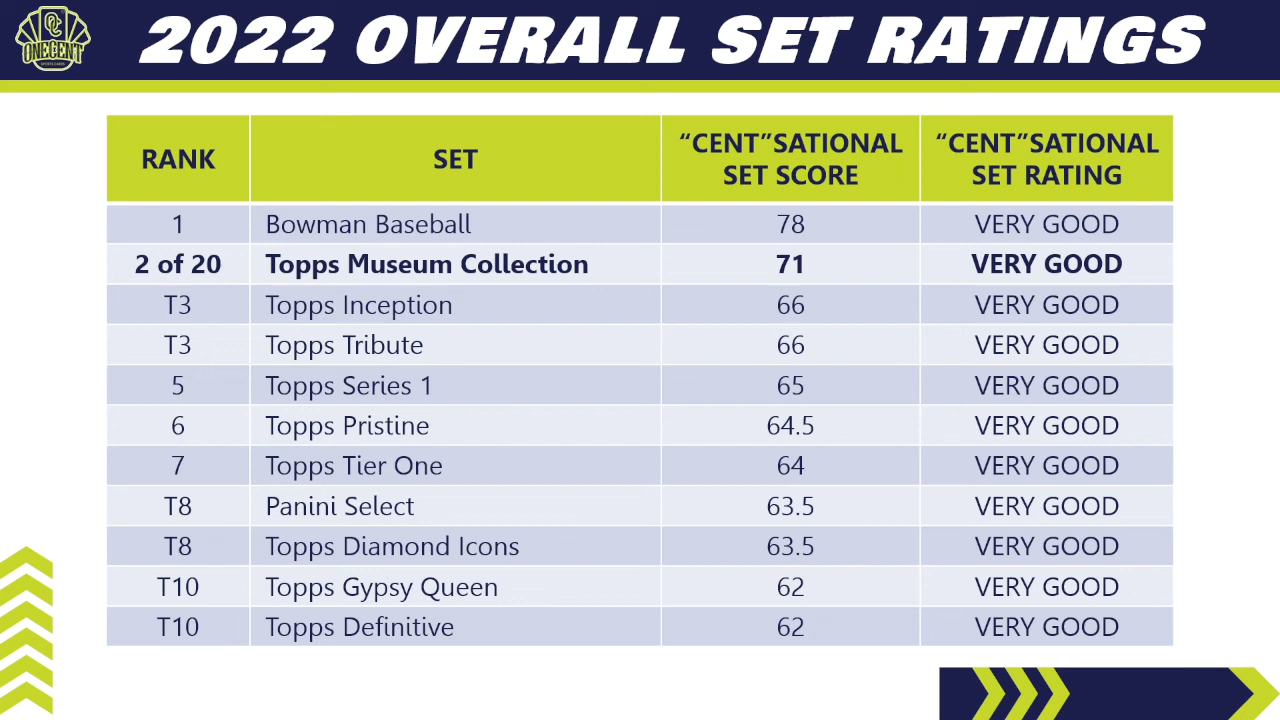 OC
ONECENT
SPORTS CARDS
2022 OVERALL SET RATINGS
RANK SET “CENT”SATIONAL SET SCORE “CENT”SATIONAL SET RATING
1 Bowman Baseball 78 VERY GOOD
2 of 20 Topps Museum Collection 71 VERY GOOD
T3 Topps Inception 66 VERY GOOD
T3 Topps Tribute 66 VERY GOOD
5 Topps Series 1 65 VERY GOOD
6 Topps Pristine 64.5 VERY GOOD
7 Topps Tier One 64 VERY GOOD
T8 Panini Select 63.5 VERY GOOD
T8 Topps Diamond Icons 63.5 VERY GOOD
T10 Topps Gypsy Queen 62 VERY GOOD
T10 Topps Definitive 62 VERY GOOD